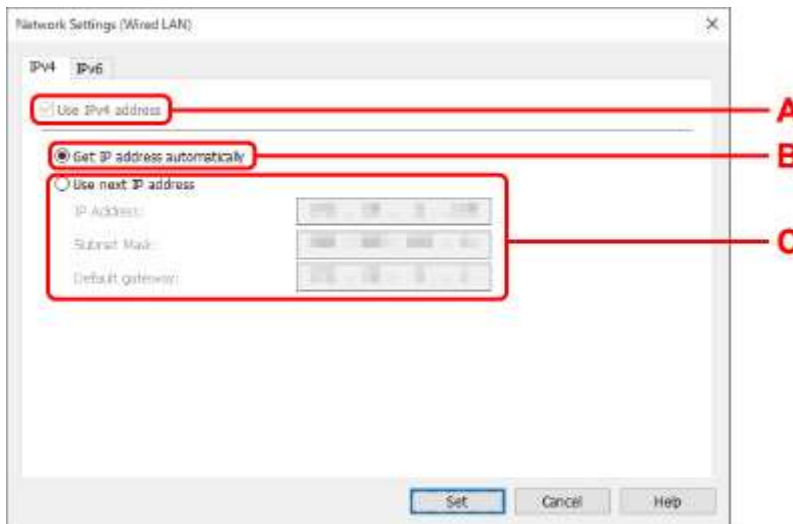 Network Settings (Wired LAN)
IPv4 IPv6
Use IPv4 address
A
Get IP address automatically
B
Use next IP address
IP Address:
Subnet Mask:
C
Default gateway:
Set Cancel Help